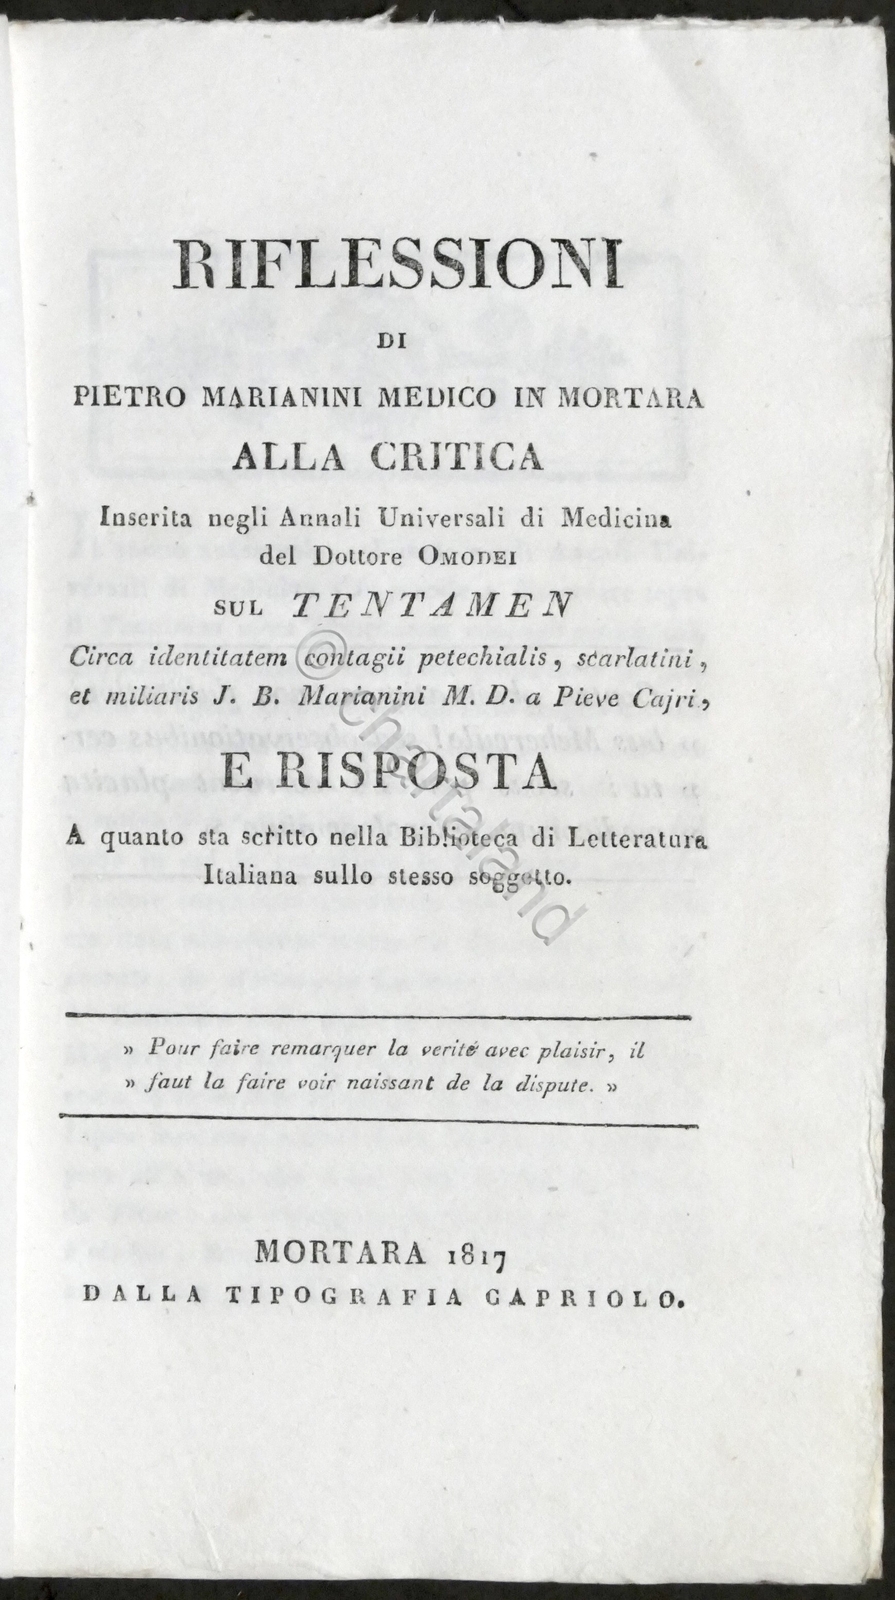 RIFLESSIONI
DI
PIETRO MARIANINI MEDICO IN MORTARA
ALLA CRITICA
Inserita negli Annali Universali di Medicina
del Dottore OMODEI
SUL TENTAMEN
Circa identitatem contagii petechialis, scarlatini,
et miliaris J. B. Marianini M. D. a Pieve Cajri,
E RISPOSTA
A quanto sta scritto nella Biblioteca di Letteratura
Italiana sullo stesso soggetto.
» Pour faire remarquer la verité avec plaisir, il
» faut la faire voir naissant de la dispute. »
MORTARA 1817
DALLA TIPOGRAFIA CAPRIOLO.
© chartaland